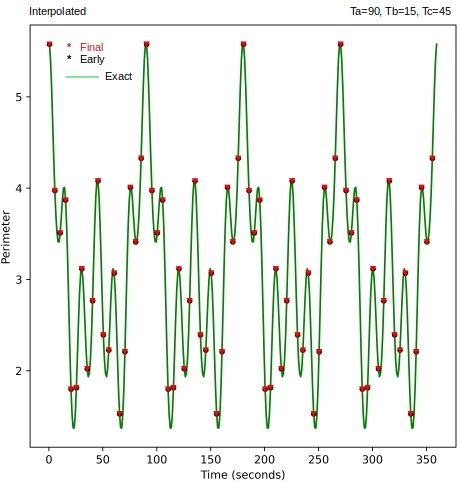 Interpolated Ta=90, Tb=15, Tc=45
* Final
* Early
Exact
Perimeter
5
4
3
2
0 50 100 150 200 250 300 350
Time (seconds)